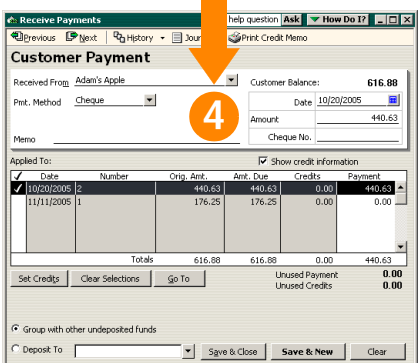 Receive Payments help question Ask How Do I?
Previous Next History Jour Print Credit Memo
Customer Payment
Received From Adam's Apple Customer Balance: 616.88
Pmt. Method Cheque Date 10/20/2005
4
Amount 440.63
Memo Cheque No.
Applied To: Show credit information
Date Number Orig. Amt. Amt. Due Credits Payment
10/20/2005 2 440.63 440.63 0.00 440.63
11/11/2005 1 176.25 176.25 0.00 0.00
Totals 616.88 616.88 0.00 440.63
Set Credits Clear Selections Go To Unused Payment 0.00
Unused Credits 0.00
Group with other undeposited funds
Deposit To Save & Close Save & New Clear